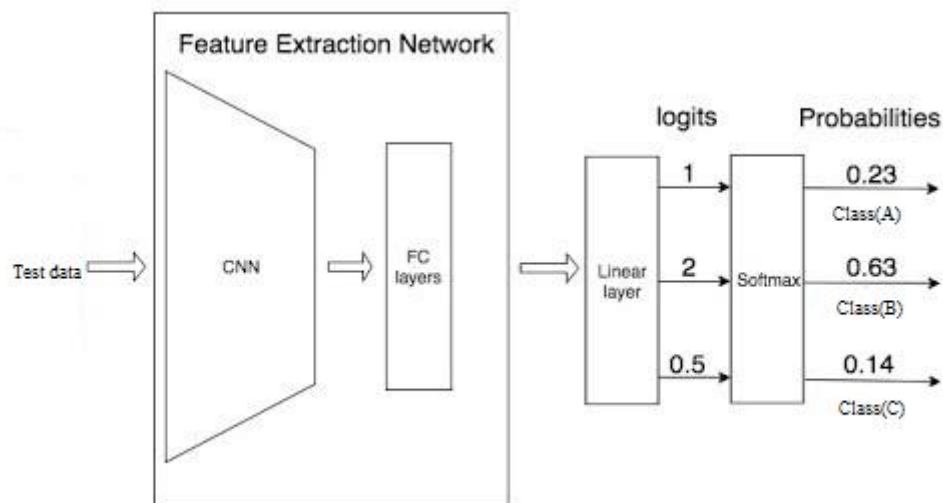 Feature Extraction Network
logits
Probabilities
1
0.23
Class(A)
Test data
CNN
FC
layers
Linear
layer
2
Softmax
0.63
Class(B)
0.5
0.14
Class(C)